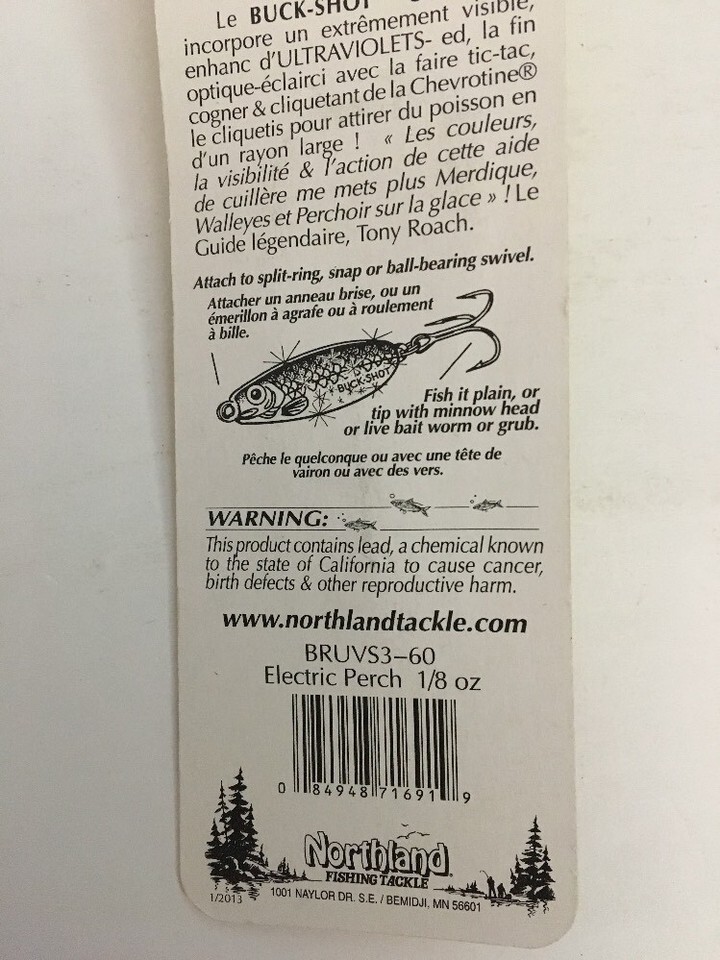 Le BUCK-SHOT
incorpore un extrêmement visible,
enhanc d'ULTRAVIOLETS- ed, la fin
optique-éclairci avec la faire tic-tac,
cogner & cliquetant de la Chevrotine®
le cliquetis pour attirer du poisson en
d'un rayon large ! « Les couleurs,
la visibilité & l'action de cette aide
de cuillère me mets plus Merdique,
Walleyes et Perchoir sur la glace » ! Le
Guide légendaire, Tony Roach.
Attach to split-ring, snap or ball-bearing swivel.
Attacher un anneau brise, ou un
émerillon à agrafe ou à roulement
à bille.
BUCK-SHOT
Fish it plain, or
tip with minnow head
or live bait worm or grub.
Pêche le quelconque ou avec une tête de
vairon ou avec des vers.
WARNING:
This product contains lead, a chemical known
to the state of California to cause cancer,
birth defects & other reproductive harm.
www.northlandtackle.com
BRUVS3-60
Electric Perch 1/8 oz
0 84948 71691 9
Northland®
FISHING TACKLE
1/2013
1001 NAYLOR DR. S.E. / BEMIDJI, MN 56601